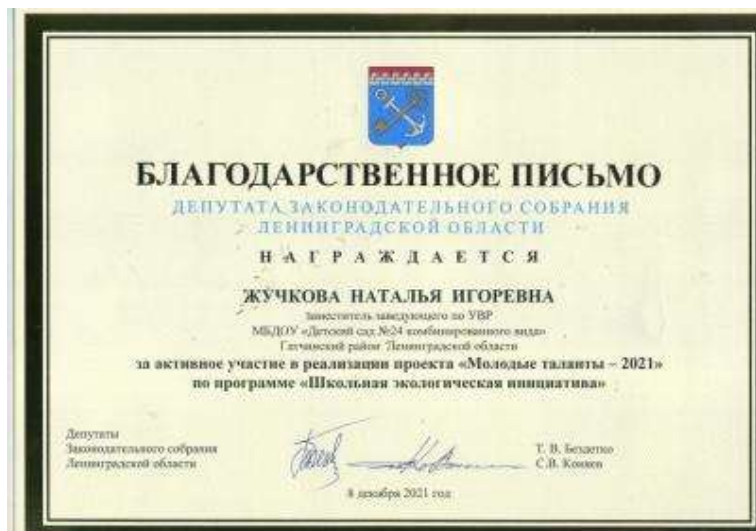 БЛАГОДАРСТВЕННОЕ ПИСЬМО
ДЕПУТАТА ЗАКОНОДАТЕЛЬНОГО СОБРАНИЯ
ЛЕНИНГРАДСКОЙ ОБЛАСТИ
НАГРАЖДАЕТСЯ
ЖУЧКОВА НАТАЛЬЯ ИГОРЕВНА
Заместитель заведующего по УВР
МБДОУ «Детский сад №24 комбинированного вида»
Гатчинский район Ленинградской области
за активное участие в реализации проекта «Молодые таланты – 2021»
по программе «Школьная экологическая инициатива»
Депутаты
Законодательного собрания
Ленинградской области
Т. В. Бездетко
С.В. Коняев
8 декабря 2021 год